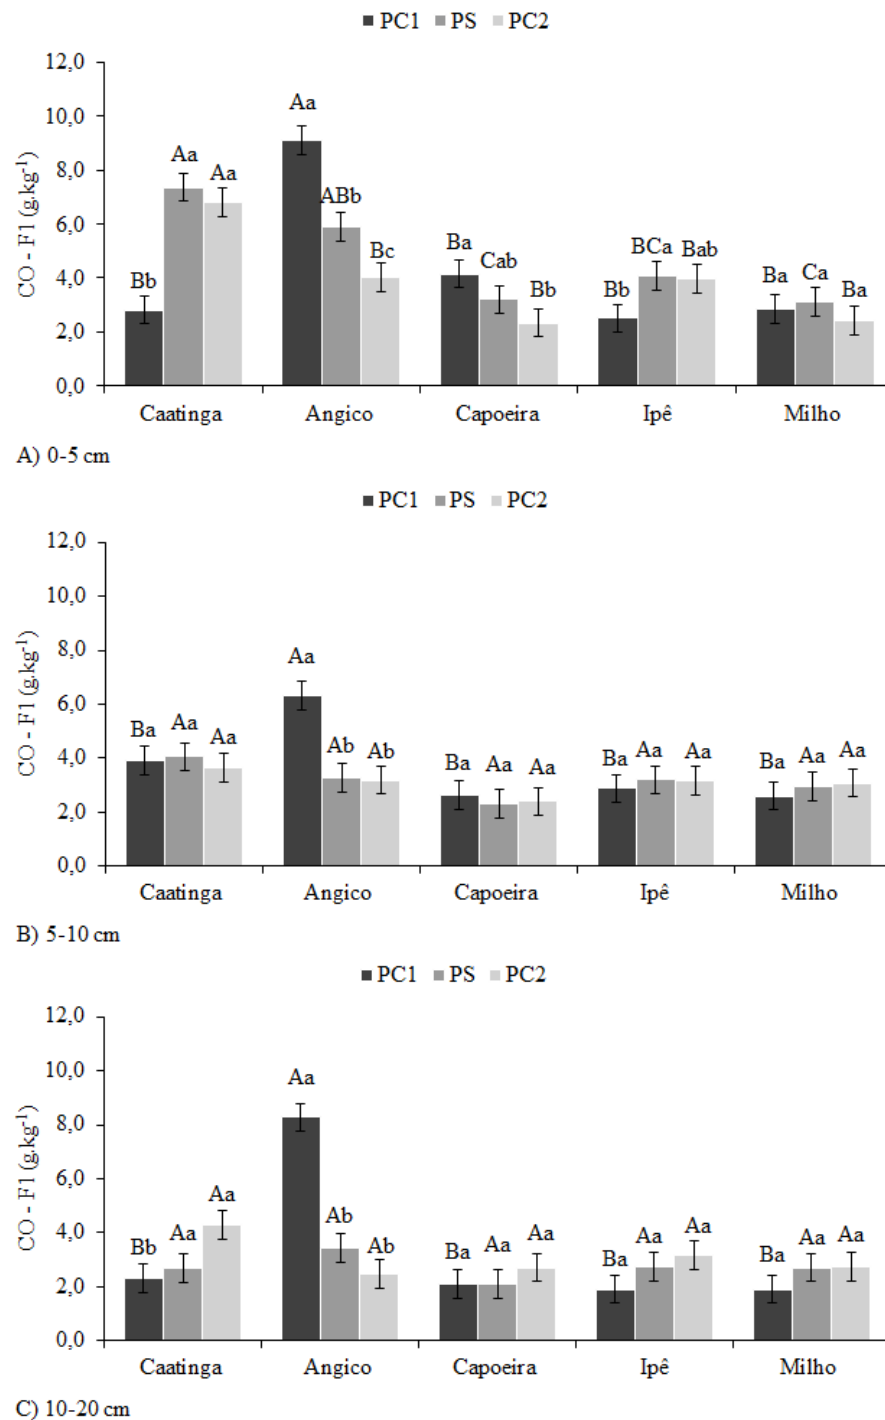 PC1 PS PC2
12,0
10,0
8,0
6,0
4,0
2,0
0,0
CO - F1 (g.kg⁻¹)
Bb Aa Aa Aa ABb Bc Ba Cab Bb Bb BCa Bab Ba Ca Ba
Caatinga Angico Capoeira Ipê Milho
A) 0-5 cm
PC1 PS PC2
12,0
10,0
8,0
6,0
4,0
2,0
0,0
CO - F1 (g.kg⁻¹)
Ba Aa Aa Aa Ab Ab Ba Aa Aa Ba Aa Aa Ba Aa Aa
Caatinga Angico Capoeira Ipê Milho
B) 5-10 cm
PC1 PS PC2
12,0
10,0
8,0
6,0
4,0
2,0
0,0
CO - F1 (g.kg⁻¹)
Bb Aa Aa Aa Ab Ab Ba Aa Aa Ba Aa Aa Ba Aa Aa
Caatinga Angico Capoeira Ipê Milho
C) 10-20 cm